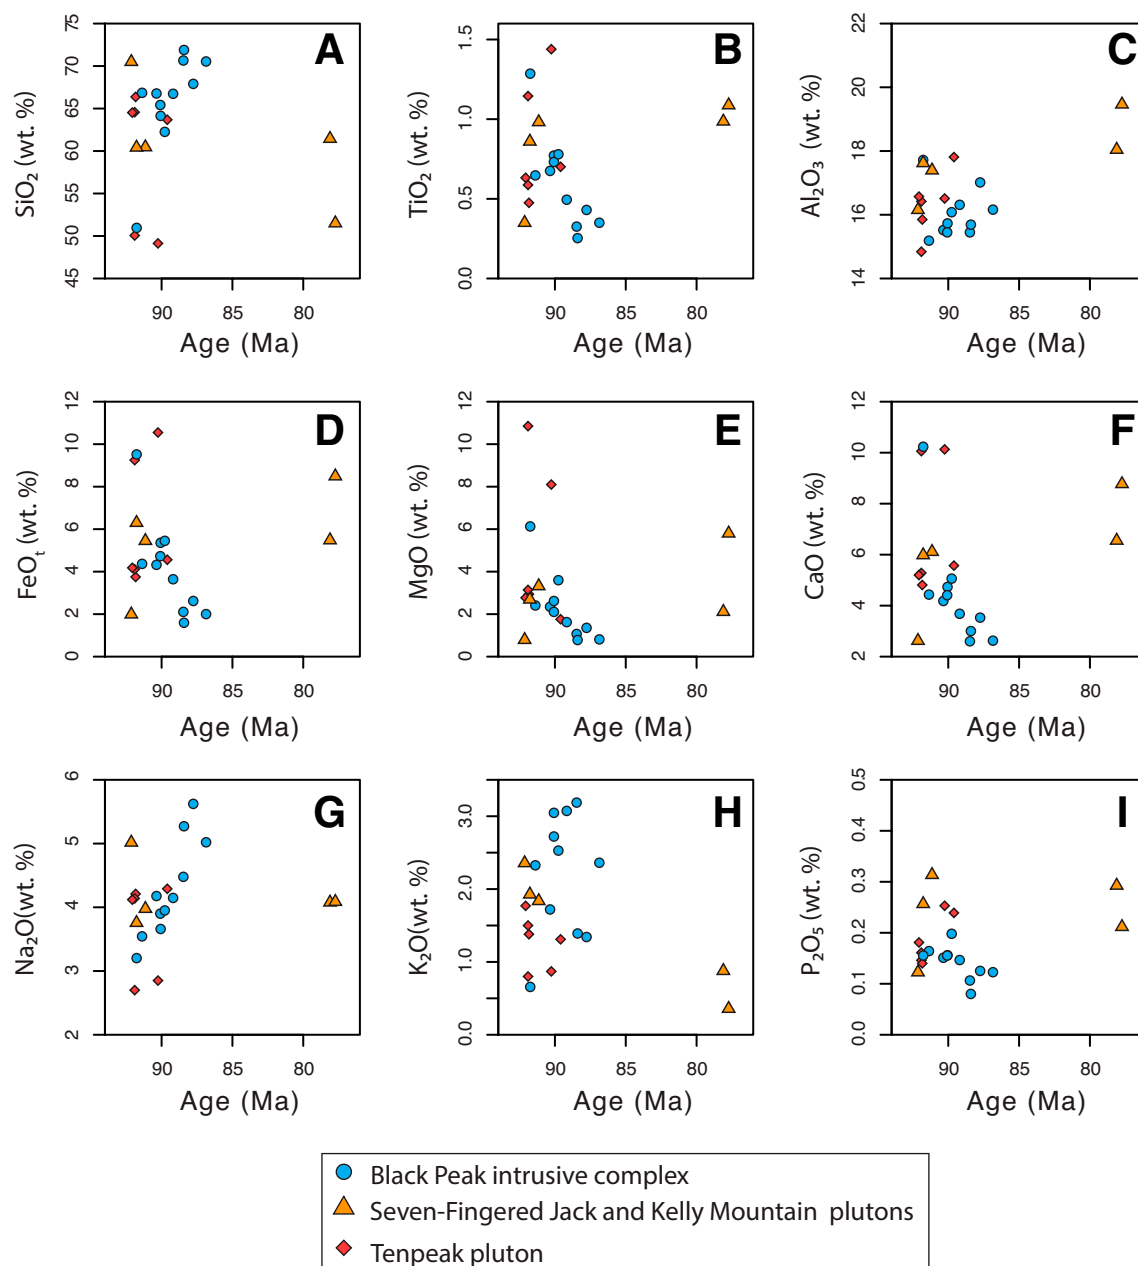 A
SiO₂ (wt. %)
75
70
65
60
55
50
45
90 85 80
Age (Ma)
B
TiO₂ (wt. %)
1.5
1.0
0.5
0.0
90 85 80
Age (Ma)
C
Al₂O₃ (wt. %)
22
20
18
16
14
90 85 80
Age (Ma)
D
FeOₜ (wt. %)
12
10
8
6
4
2
0
90 85 80
Age (Ma)
E
MgO (wt. %)
12
10
8
6
4
2
0
90 85 80
Age (Ma)
F
CaO (wt. %)
12
10
8
6
4
2
90 85 80
Age (Ma)
G
Na₂O(wt. %)
6
5
4
3
2
90 85 80
Age (Ma)
H
K₂O(wt. %)
3.0
2.0
1.0
0.0
90 85 80
Age (Ma)
I
P₂O₅ (wt. %)
0.5
0.4
0.3
0.2
0.1
0.0
90 85 80
Age (Ma)
Black Peak intrusive complex
Seven-Fingered Jack and Kelly Mountain plutons
Tenpeak pluton